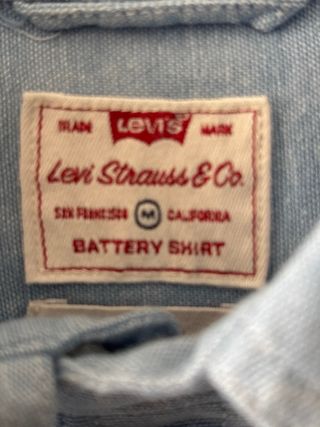 TRADE LEVI'S MARK
Levi Strauss & Co.
SAN FRANCISCO M CALIFORNIA
BATTERY SHIRT